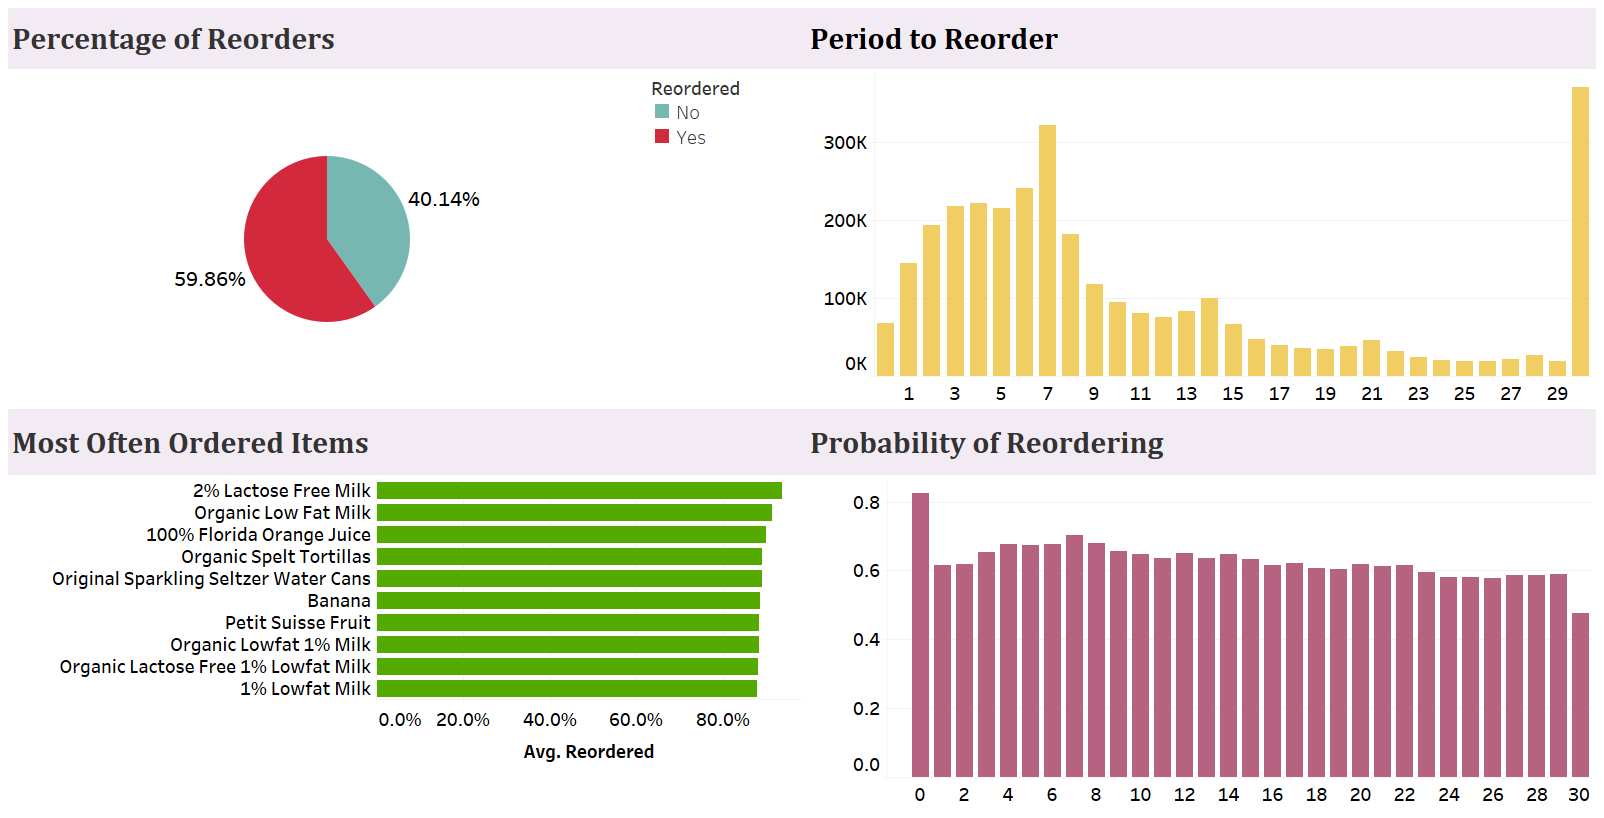 Percentage of Reorders
Reordered
No
Yes
40.14%
59.86%
Period to Reorder
300K
200K
100K
0K
1 3 5 7 9 11 13 15 17 19 21 23 25 27 29
Most Often Ordered Items
2% Lactose Free Milk
Organic Low Fat Milk
100% Florida Orange Juice
Organic Spelt Tortillas
Original Sparkling Seltzer Water Cans
Banana
Petit Suisse Fruit
Organic Lowfat 1% Milk
Organic Lactose Free 1% Lowfat Milk
1% Lowfat Milk
0.0% 20.0% 40.0% 60.0% 80.0%
Avg. Reordered
Probability of Reordering
0.8
0.6
0.4
0.2
0.0
0 2 4 6 8 10 12 14 16 18 20 22 24 26 28 30